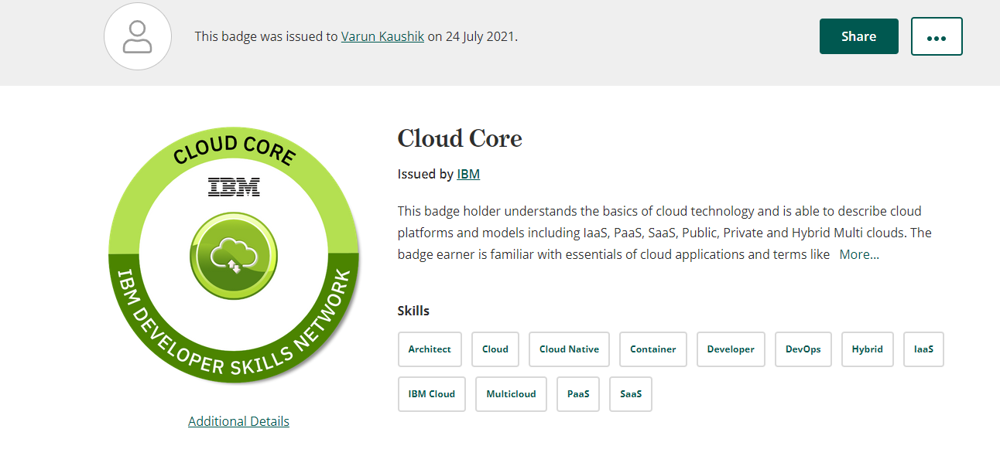 This badge was issued to Varun Kaushik on 24 July 2021.
Share
CLOUD CORE
IBM
IBM DEVELOPER SKILLS NETWORK
Additional Details
Cloud Core
Issued by IBM
This badge holder understands the basics of cloud technology and is able to describe cloud
platforms and models including IaaS, PaaS, SaaS, Public, Private and Hybrid Multi clouds. The
badge earner is familiar with essentials of cloud applications and terms like More...
Skills
Architect Cloud Cloud Native Container Developer DevOps Hybrid IaaS
IBM Cloud Multicloud PaaS SaaS